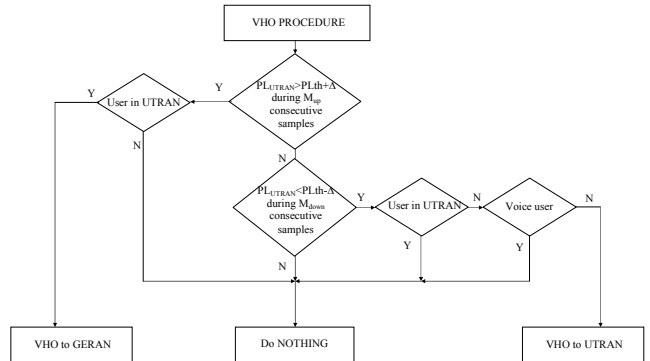 VHO PROCEDURE
PLUTRAN>PLth+Δ
during Mup
consecutive
samples
Y
User in UTRAN
Y
N
N
PLUTRAN<PLth-Δ
during Mdown
consecutive
samples
Y
User in UTRAN
N
Voice user
N
Y
Y
N
VHO to GERAN
Do NOTHING
VHO to UTRAN